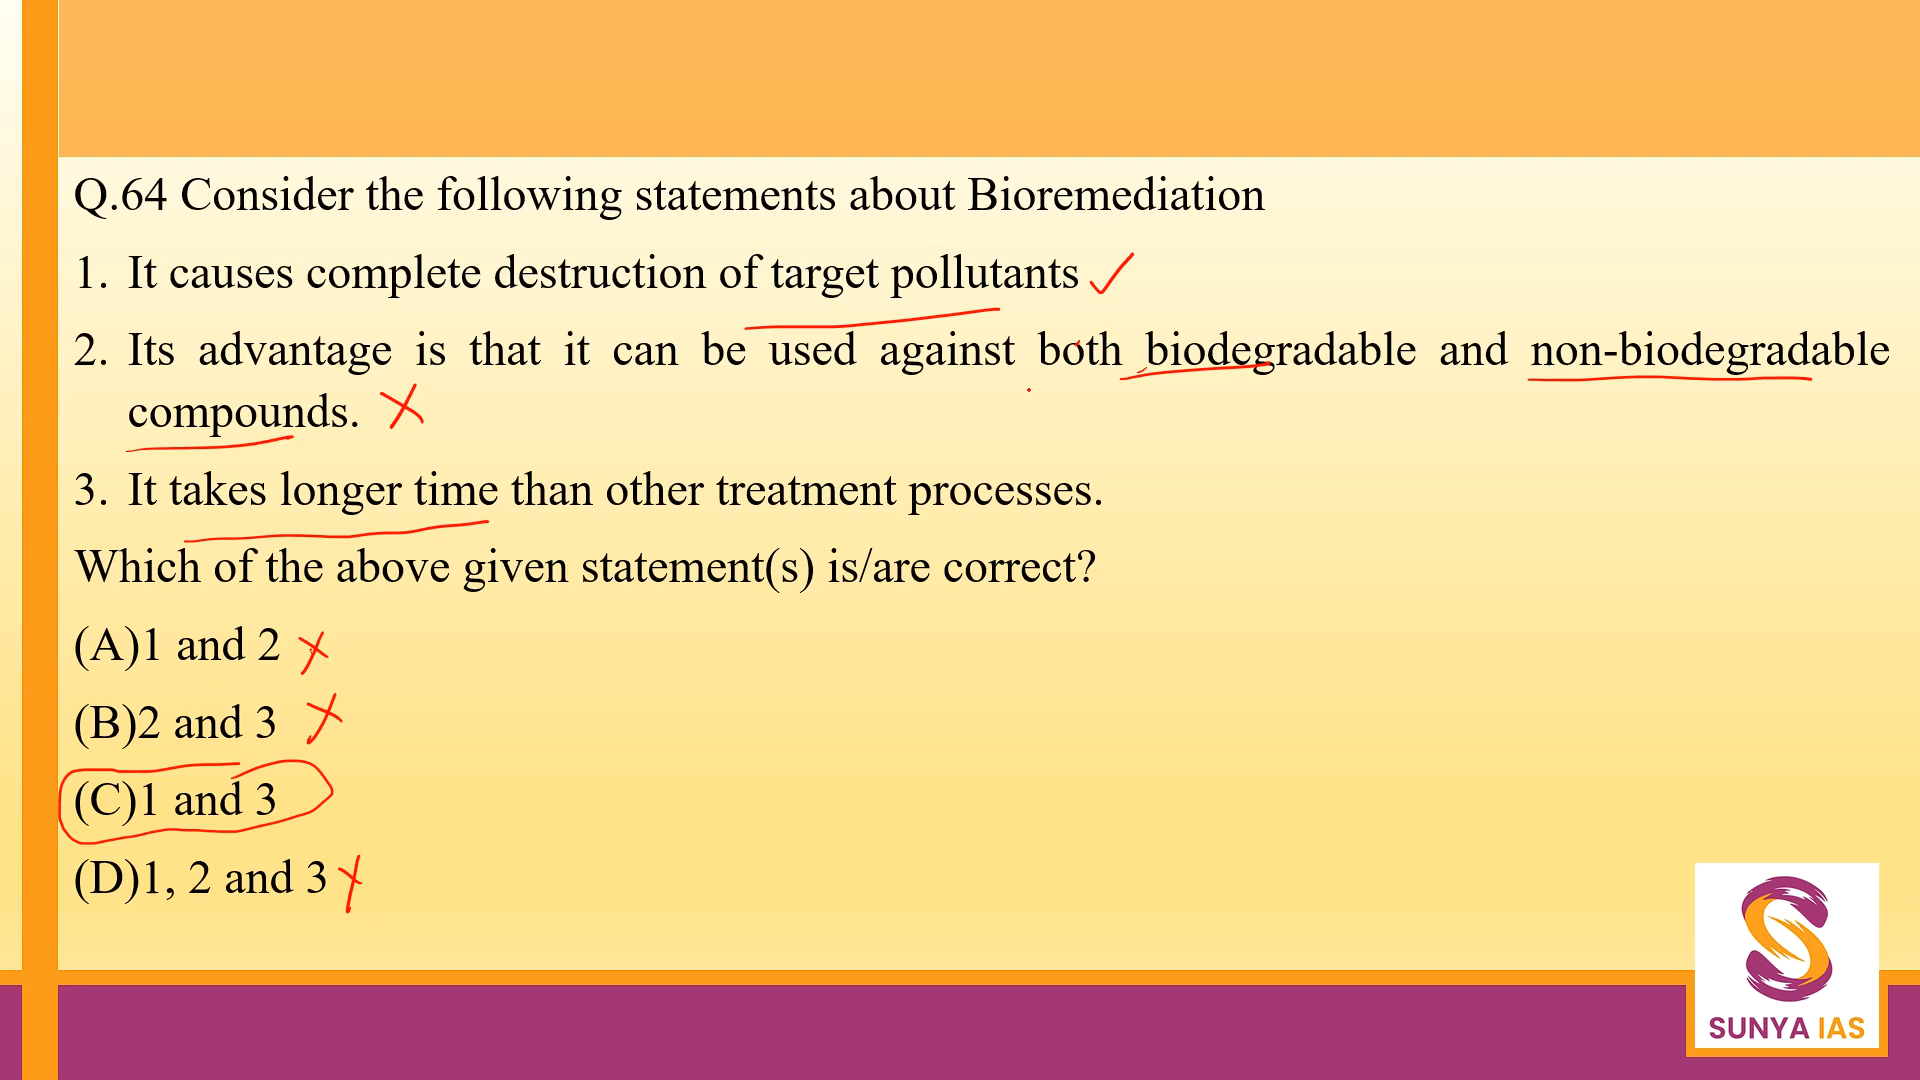 Q.64 Consider the following statements about Bioremediation
1. It causes complete destruction of target pollutants
2. Its advantage is that it can be used against both biodegradable and non-biodegradable
compounds.
3. It takes longer time than other treatment processes.
Which of the above given statement(s) is/are correct?
(A)1 and 2
(B)2 and 3
(C)1 and 3
(D)1, 2 and 3
SUNYA IAS